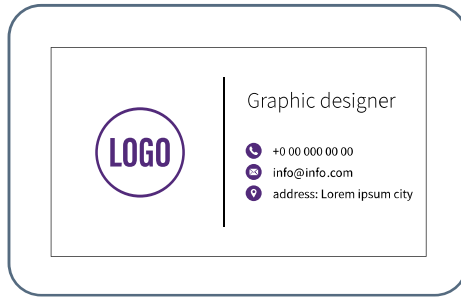 LOGO
Graphic designer
+0 00 000 00 00
info@info.com
address: Lorem ipsum city